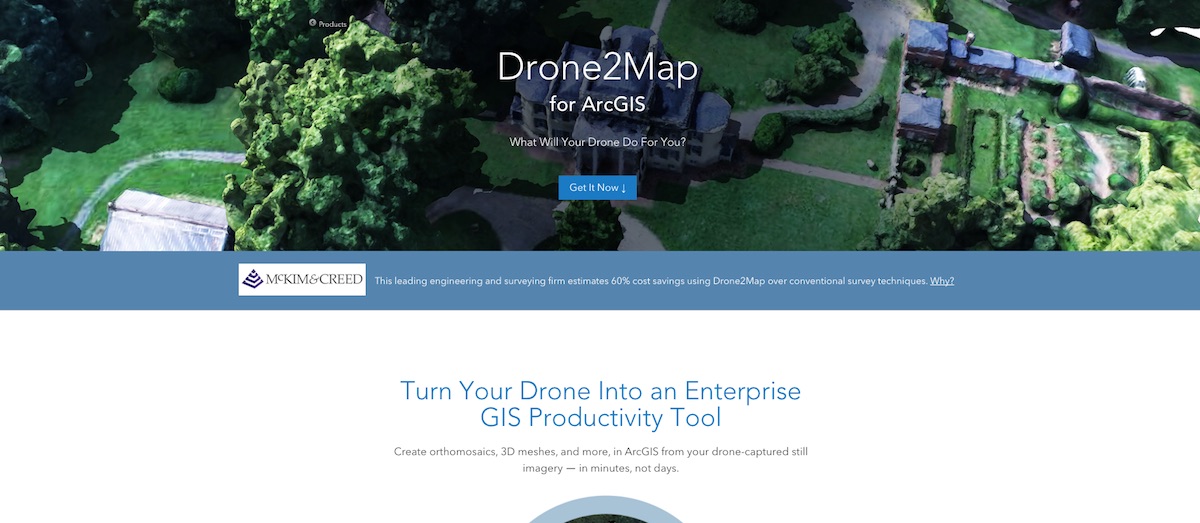 Products
Drone2Map
for ArcGIS
What Will Your Drone Do For You?
Get It Now ↓
McKIM&CREED
This leading engineering and surveying firm estimates 60% cost savings using Drone2Map over conventional survey techniques. Why?
Turn Your Drone Into an Enterprise
GIS Productivity Tool
Create orthomosaics, 3D meshes, and more, in ArcGIS from your drone-captured still
imagery — in minutes, not days.